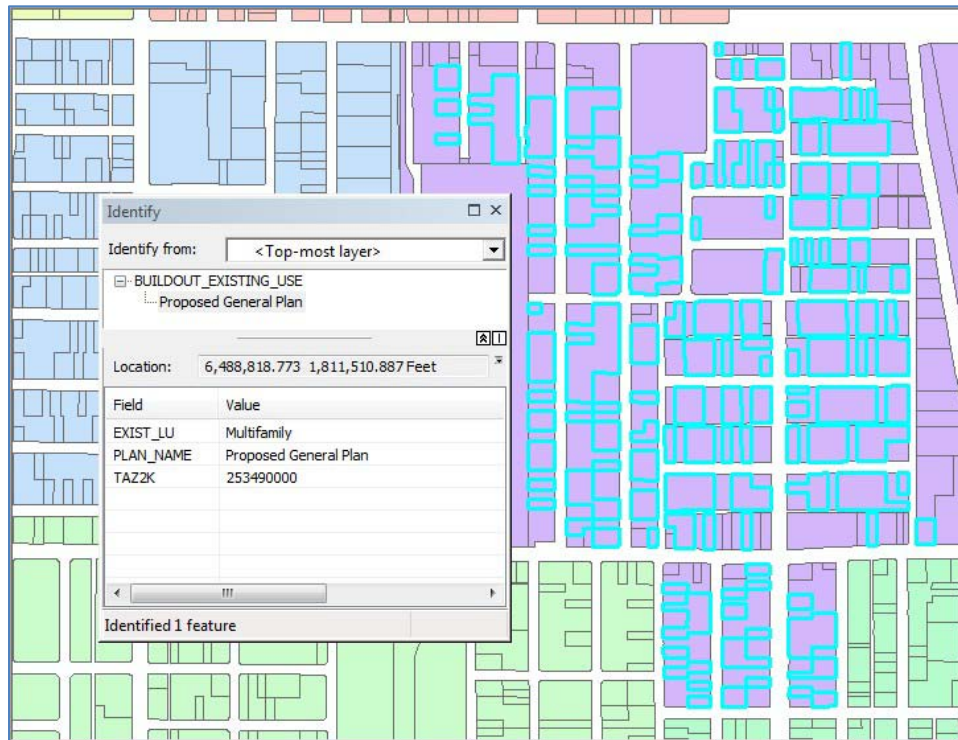 Identify
Identify from: <Top-most layer>
BUILDOUT_EXISTING_USE
Proposed General Plan
Location: 6,488,818.773 1,811,510.887 Feet
Field Value
EXIST_LU Multifamily
PLAN_NAME Proposed General Plan
TAZ2K 253490000
Identified 1 feature